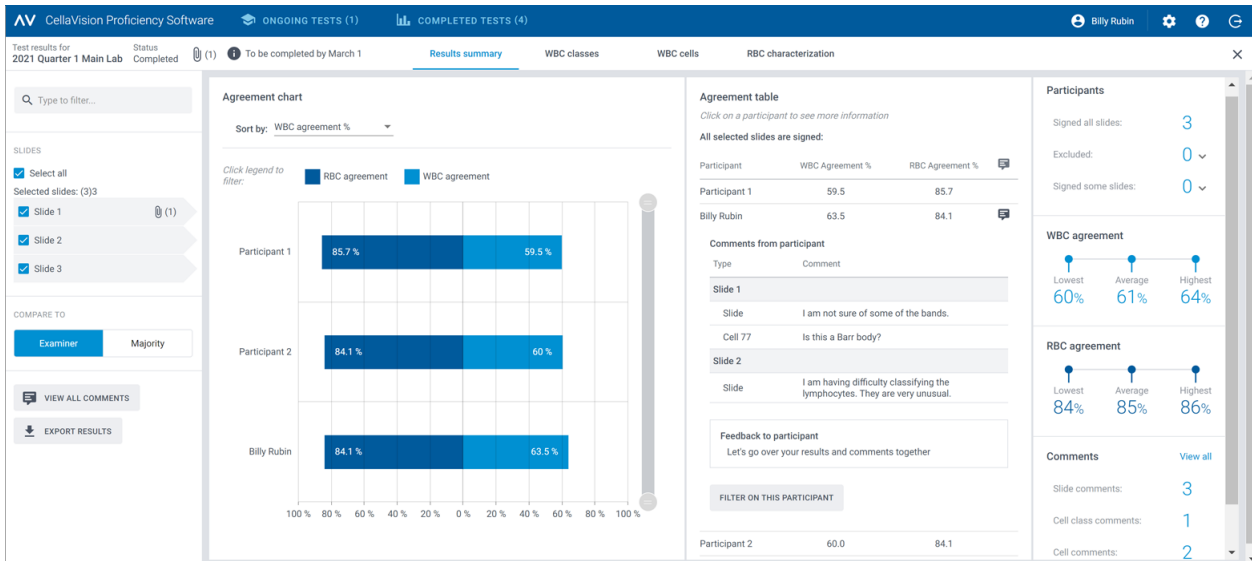 CellaVision Proficiency Software
ONGOING TESTS (1)
COMPLETED TESTS (4)
Billy Rubin
Test results for
2021 Quarter 1 Main Lab
Status
Completed
(1)
To be completed by March 1
Results summary
WBC classes
WBC cells
RBC characterization
Type to filter...
SLIDES
Select all
Selected slides: (3)3
Slide 1 (1)
Slide 2
Slide 3
COMPARE TO
Examiner
Majority
VIEW ALL COMMENTS
EXPORT RESULTS
Agreement chart
Sort by: WBC agreement %
Click legend to
filter:
RBC agreement
WBC agreement
Participant 1 85.7 % 59.5 %
Participant 2 84.1 % 60 %
Billy Rubin 84.1 % 63.5 %
100 % 80 % 60 % 40 % 20 % 0 % 20 % 40 % 60 % 80 % 100 %
Agreement table
Click on a participant to see more information
All selected slides are signed:
Participant WBC Agreement % RBC Agreement %
Participant 1 59.5 85.7
Billy Rubin 63.5 84.1
Comments from participant
Type Comment
Slide 1
Slide I am not sure of some of the bands.
Cell 77 Is this a Barr body?
Slide 2
Slide I am having difficulty classifying the
lymphocytes. They are very unusual.
Feedback to participant
Let's go over your results and comments together
FILTER ON THIS PARTICIPANT
Participant 2 60.0 84.1
Participants
Signed all slides: 3
Excluded: 0
Signed some slides: 0
WBC agreement
Lowest Average Highest
60% 61% 64%
RBC agreement
Lowest Average Highest
84% 85% 86%
Comments View all
Slide comments: 3
Cell class comments: 1
Cell comments: 2